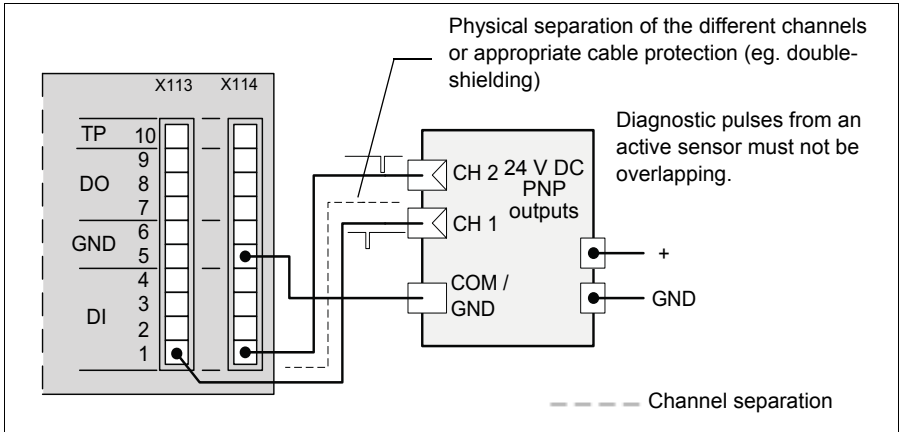 Physical separation of the different channels
or appropriate cable protection (eg. double-
shielding)
X113 X114
TP 10
9
DO 8
7
6
GND
5
4
3
DI
2
1
Diagnostic pulses from an
active sensor must not be
overlapping.
CH 2 24 V DC
PNP
outputs
CH 1
COM /
GND
+
GND
Channel separation